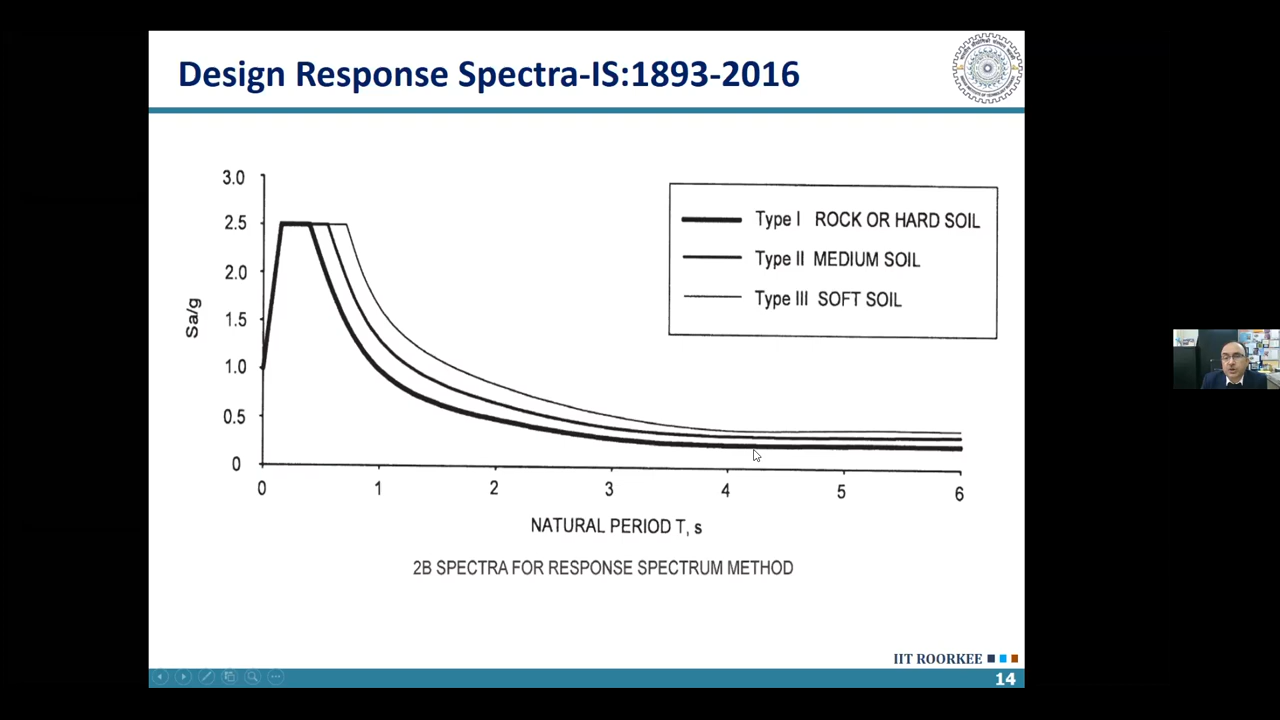 Design Response Spectra-IS:1893-2016
3.0
2.5
2.0
1.5
1.0
0.5
0
Sa/g
Type I ROCK OR HARD SOIL
Type II MEDIUM SOIL
Type III SOFT SOIL
0 1 2 3 4 5 6
NATURAL PERIOD T, s
2B SPECTRA FOR RESPONSE SPECTRUM METHOD
IIT ROORKEE
14